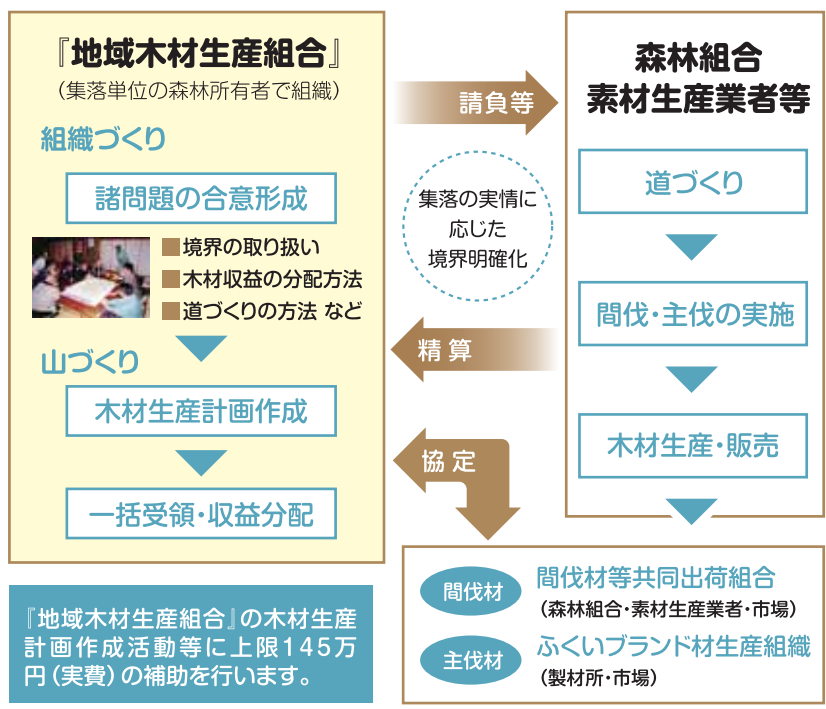 『地域木材生産組合』
(集落単位の森林所有者で組織)
組織づくり
諸問題の合意形成
■境界の取り扱い
■木材収益の分配方法
■道づくりの方法 など
山づくり
木材生産計画作成
一括受領・収益分配
請負等
集落の実情に
応じた
境界明確化
精算
協定
森林組合
素材生産業者等
道づくり
間伐・主伐の実施
木材生産・販売
間伐材
間伐材等共同出荷組合
(森林組合・素材生産業者・市場)
主伐材
ふくいブランド材生産組織
(製材所・市場)
『地域木材生産組合』の木材生産
計画作成活動等に上限145万
円(実費)の補助を行います。